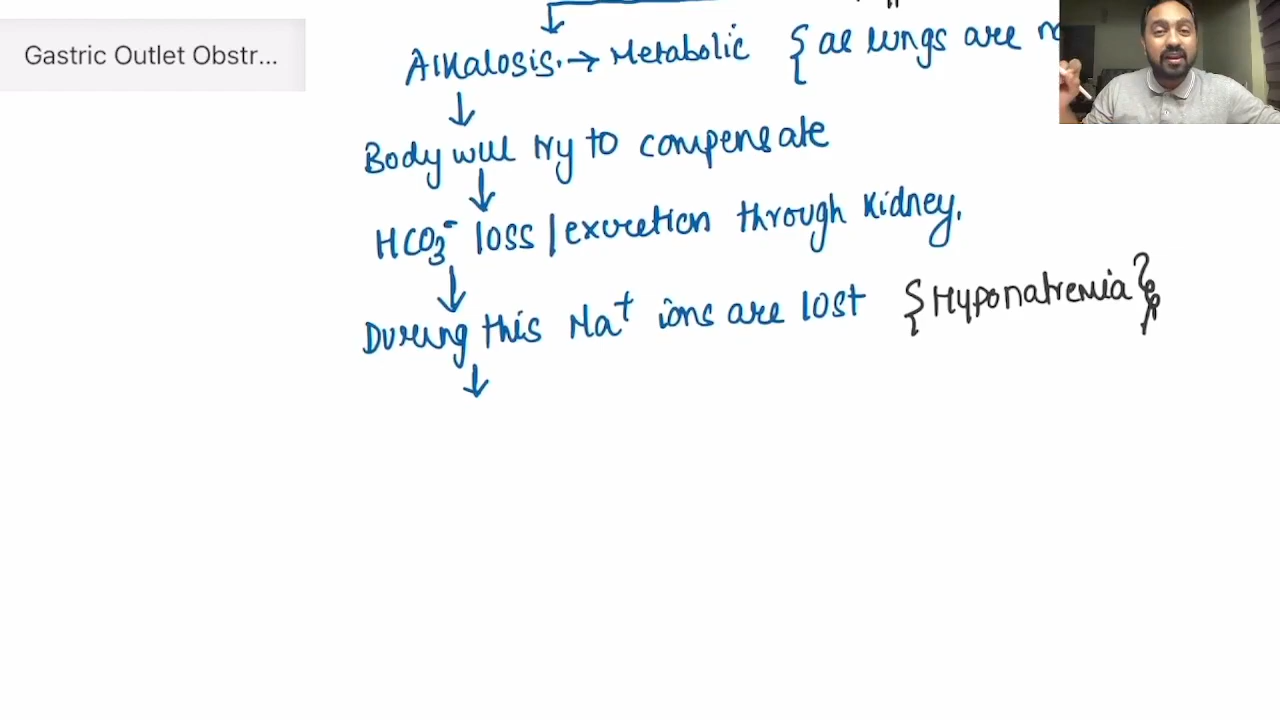 Gastric Outlet Obstr...
Alkalosis. → Metabolic { as lungs are
↓
Body will try to compensate
↓
HCO3⁻ loss / excretion through Kidney.
↓
During this Na⁺ ions are lost {Hyponatremia}
↓